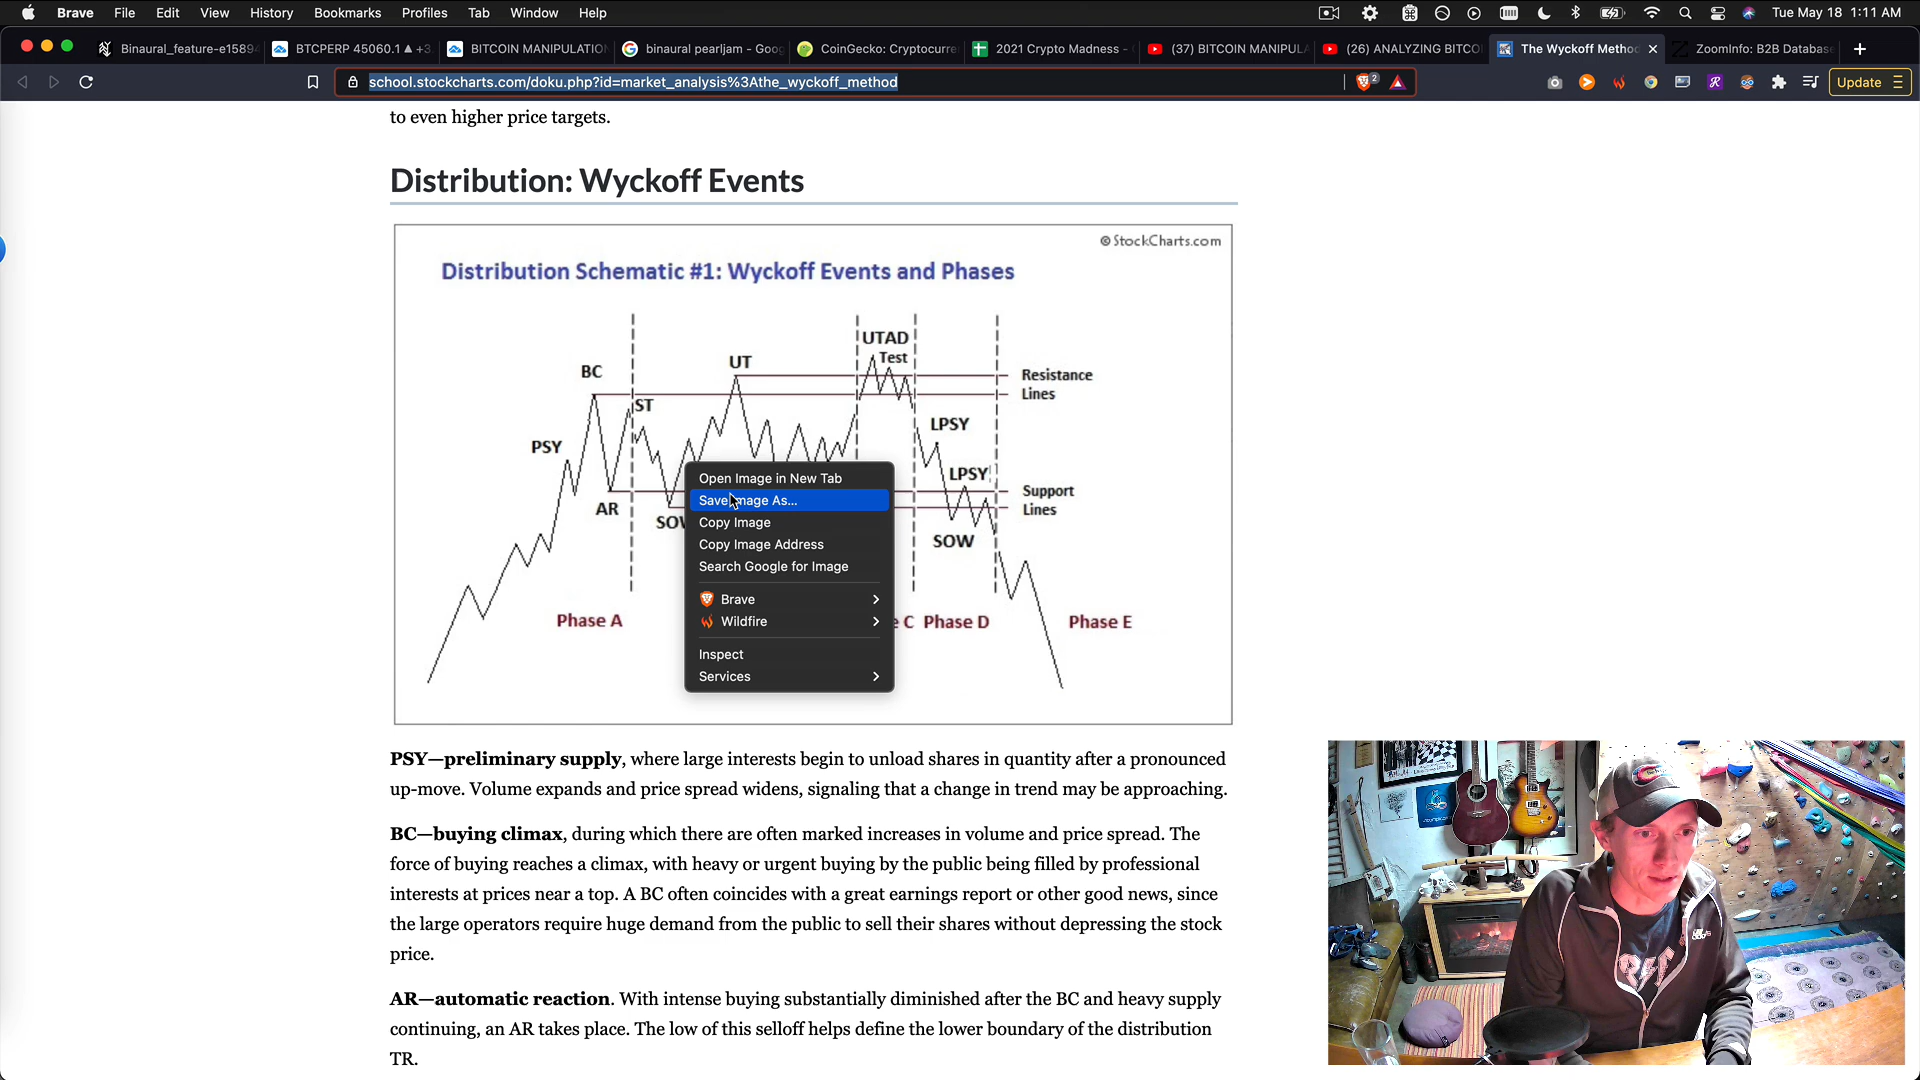 Brave File Edit View History Bookmarks Profiles Tab Window Help Tue May 18 1:11 AM
Binaural_feature-e15894 BTCPERP 45060.1 ▲ +3. BITCOIN MANIPULATION binaural pearljam - Goog CoinGecko: Cryptocurre 2021 Crypto Madness - (37) BITCOIN MANIPULA (26) ANALYZING BITCO The Wyckoff Metho ZoomInfo: B2B Database
school.stockcharts.com/doku.php?id=market_analysis%3Athe_wyckoff_method 2 Update
to even higher price targets.
Distribution: Wyckoff Events
© StockCharts.com
Distribution Schematic #1: Wyckoff Events and Phases
UTAD
Test
UT
BC
Resistance
Lines
ST
LPSY
PSY
LPSY
Support
Lines
AR
SO
SOW
Open Image in New Tab
Save Image As...
Copy Image
Copy Image Address
Search Google for Image
Brave
Wildfire
Inspect
Services
Phase A
e C Phase D Phase E
PSY—preliminary supply, where large interests begin to unload shares in quantity after a pronounced
up-move. Volume expands and price spread widens, signaling that a change in trend may be approaching.
BC—buying climax, during which there are often marked increases in volume and price spread. The
force of buying reaches a climax, with heavy or urgent buying by the public being filled by professional
interests at prices near a top. A BC often coincides with a great earnings report or other good news, since
the large operators require huge demand from the public to sell their shares without depressing the stock
price.
AR—automatic reaction. With intense buying substantially diminished after the BC and heavy supply
continuing, an AR takes place. The low of this selloff helps define the lower boundary of the distribution
TR.